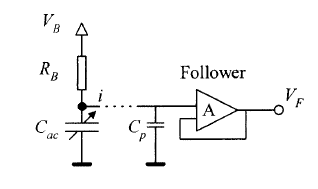 V_B
R_B
i
Follower
C_ac
C_p
A
V_F